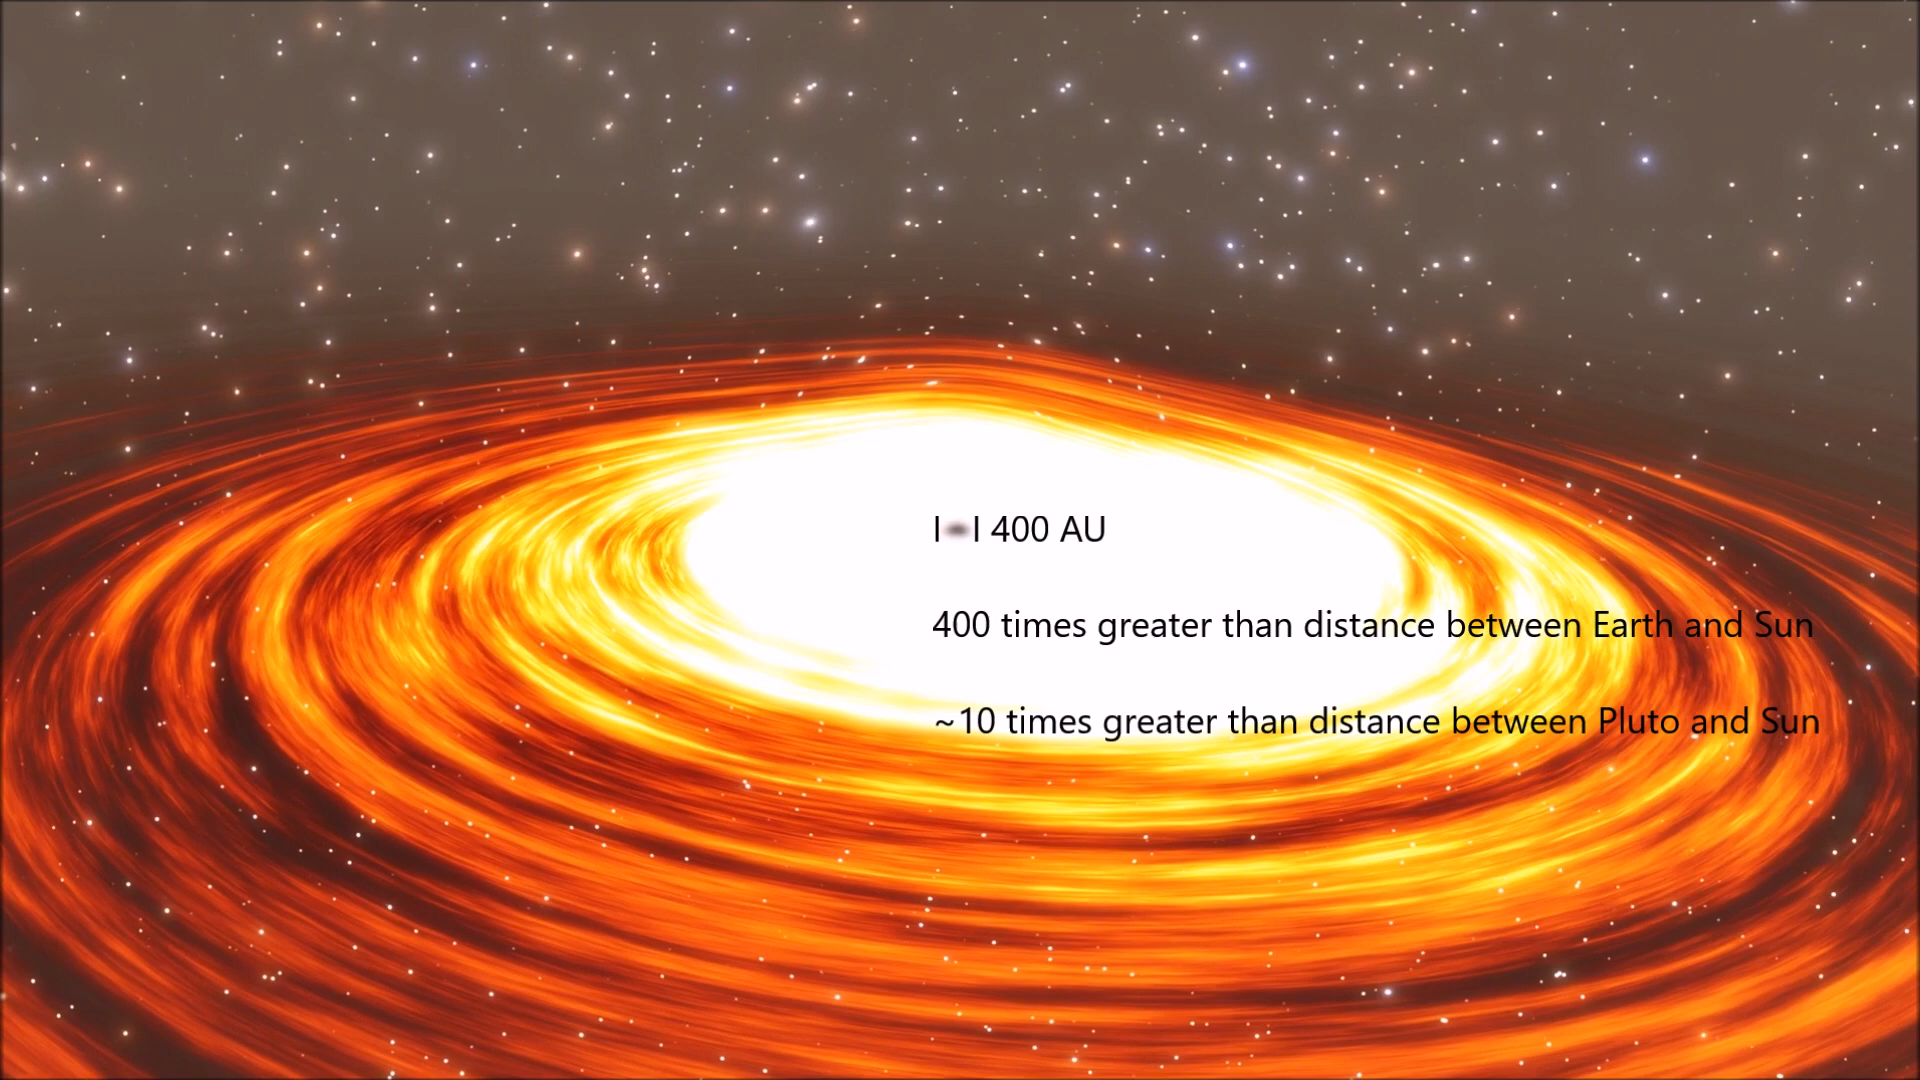 I I 400 AU
400 times greater than distance between Earth and Sun
~10 times greater than distance between Pluto and Sun